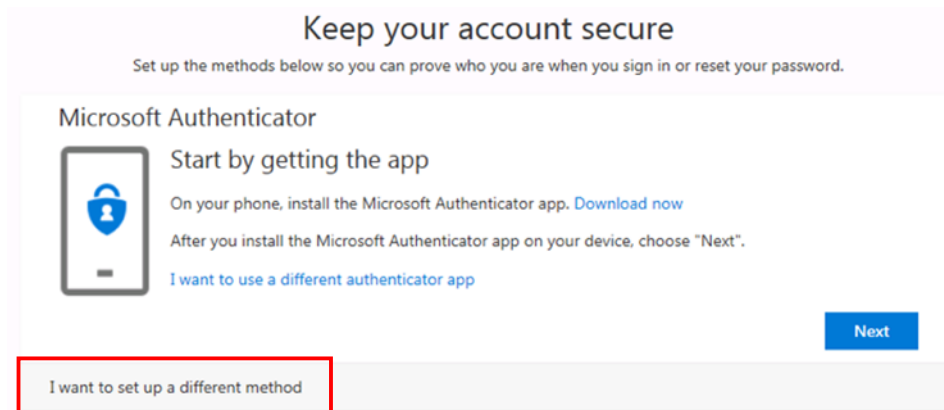 Keep your account secure
Set up the methods below so you can prove who you are when you sign in or reset your password.
Microsoft Authenticator
Start by getting the app
On your phone, install the Microsoft Authenticator app. Download now
After you install the Microsoft Authenticator app on your device, choose "Next".
I want to use a different authenticator app
Next
I want to set up a different method